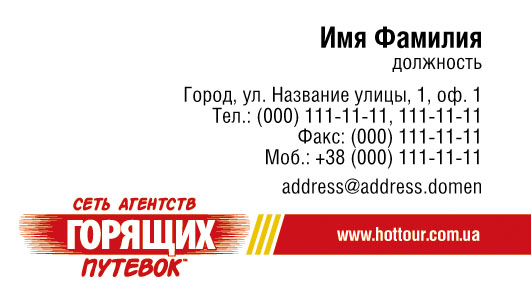 Имя Фамилия
должность
Город, ул. Название улицы, 1, оф. 1
Тел.: (000) 111-11-11, 111-11-11
Факс: (000) 111-11-11
Моб.: +38 (000) 111-11-11
address@address.domen
СЕТЬ АГЕНТСТВ
ГОРЯЩИХ
ПУТЕВОК™
www.hottour.com.ua